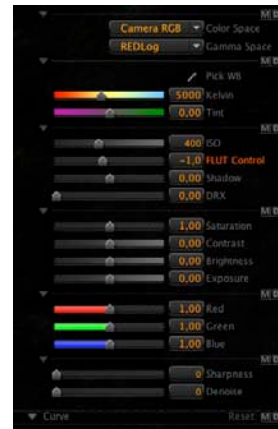 M D
Camera RGB Color Space
REDLog Gamma Space
M D
Pick WB
5000 Kelvin
0,00 Tint
M D
400 ISO
-1,0 FLUT Control
0,00 Shadow
0,00 DRX
M D
1,00 Saturation
0,00 Contrast
0,00 Brightness
0,00 Exposure
M D
1,00 Red
1,00 Green
1,00 Blue
M D
0 Sharpness
0 Denoise
Curve Reset M D